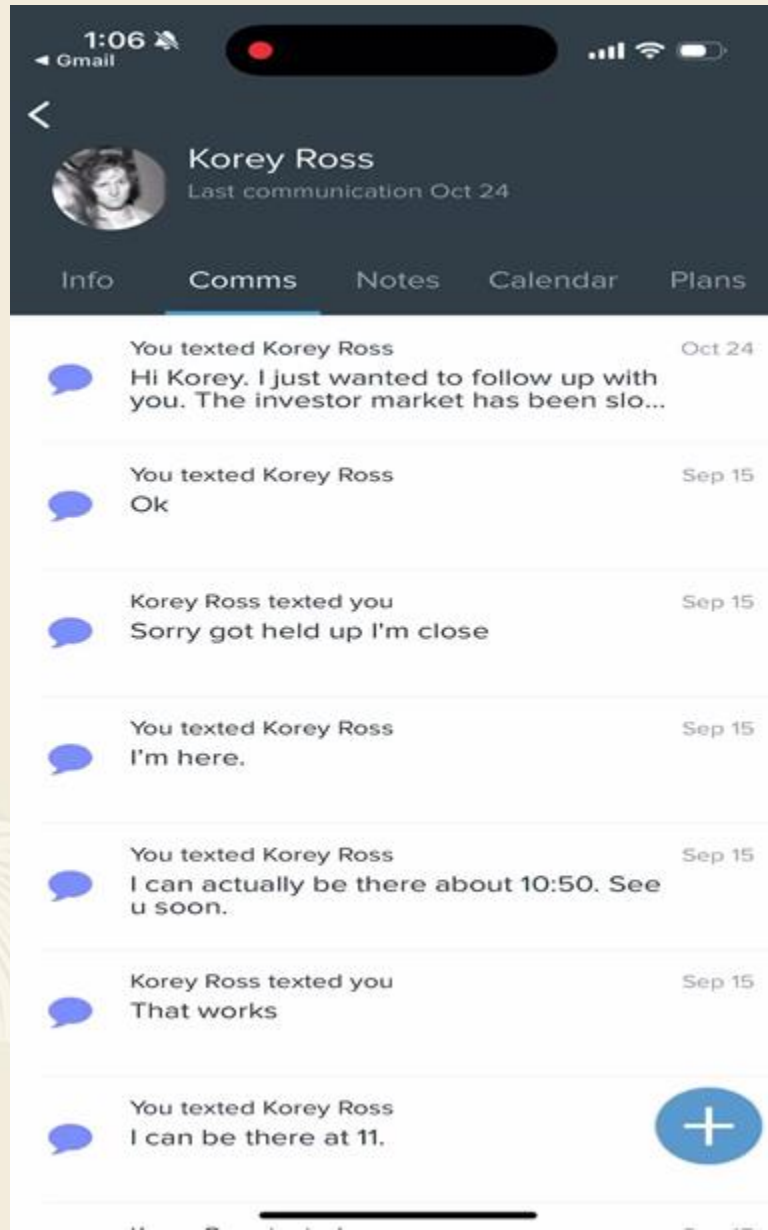 1:06
◄ Gmail
Korey Ross
Last communication Oct 24
Info Comms Notes Calendar Plans
You texted Korey Ross Oct 24
Hi Korey. I just wanted to follow up with
you. The investor market has been slo...
You texted Korey Ross Sep 15
Ok
Korey Ross texted you Sep 15
Sorry got held up I'm close
You texted Korey Ross Sep 15
I'm here.
You texted Korey Ross Sep 15
I can actually be there about 10:50. See
u soon.
Korey Ross texted you Sep 15
That works
You texted Korey Ross
I can be there at 11.